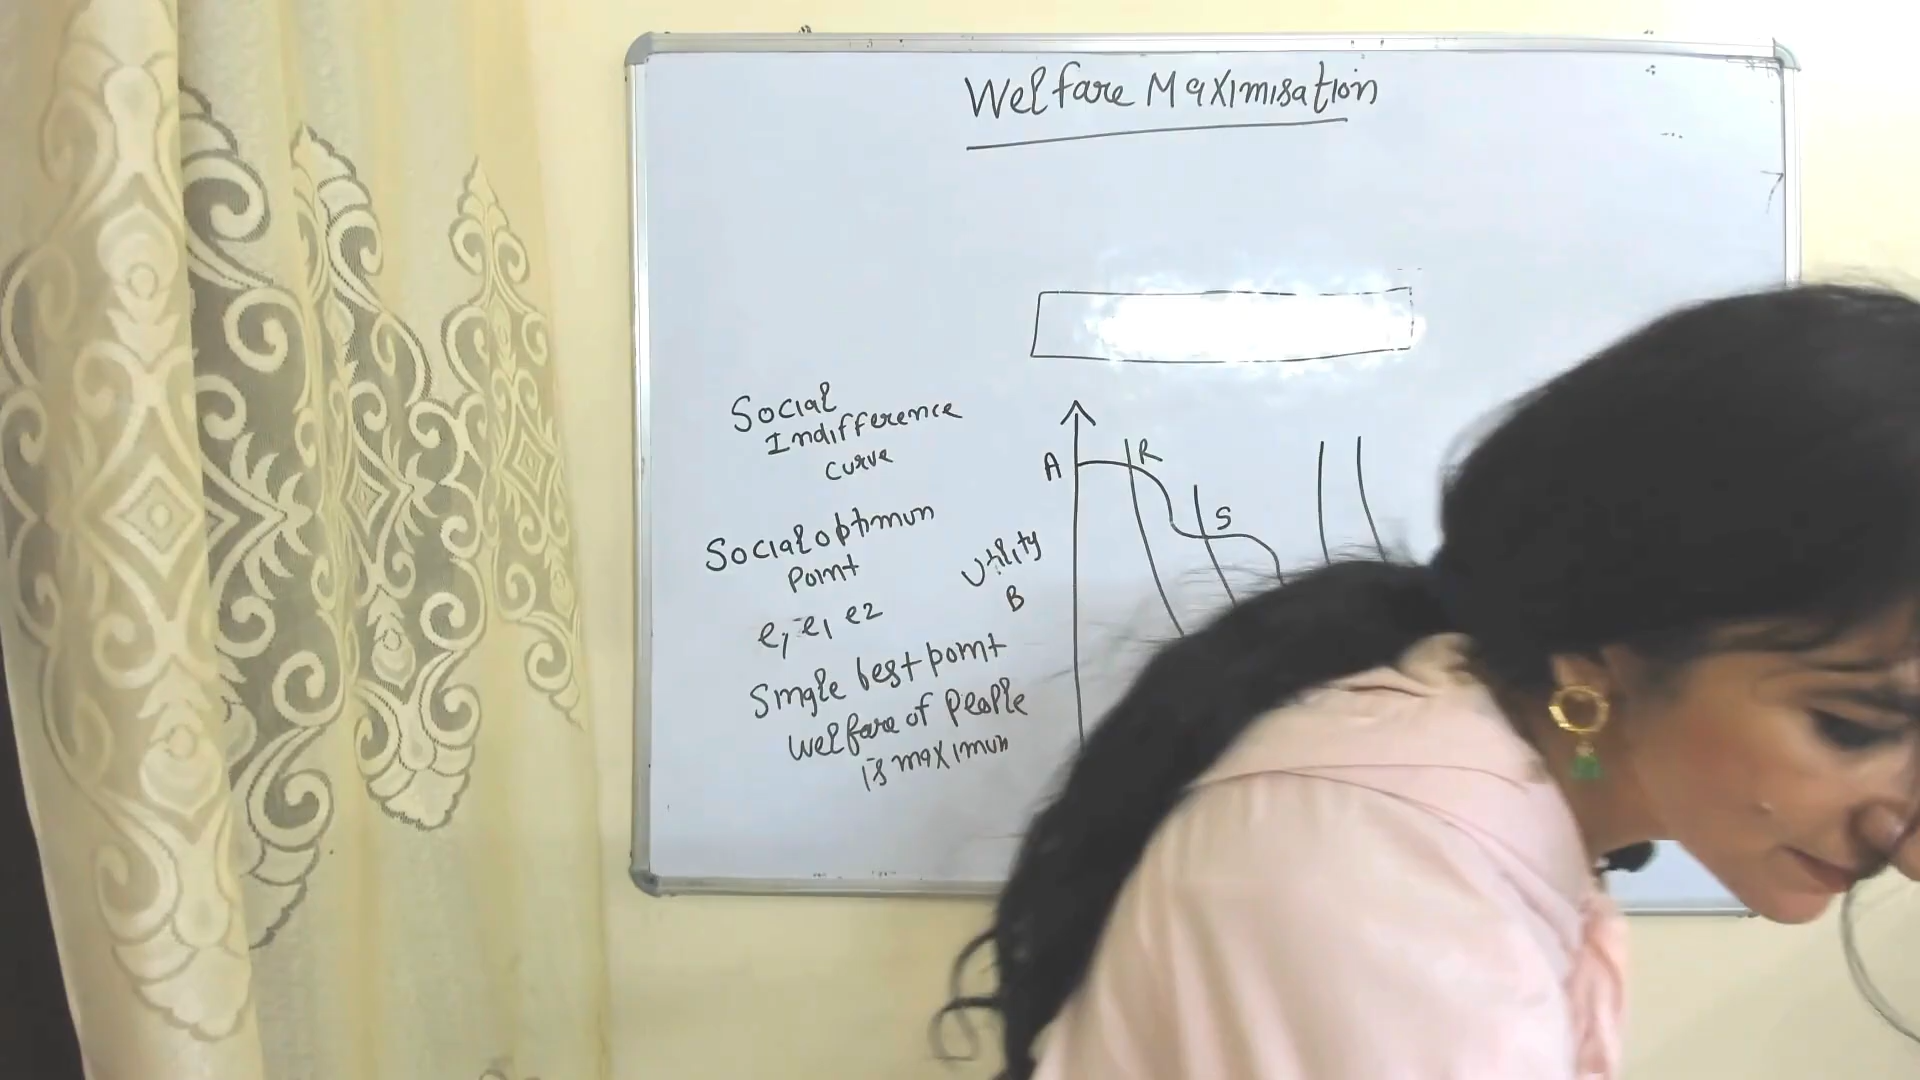 Welfare Maximisation
Social
Indifference
curve
Social optimum
point
e, e1 e2
Single best point
welfare of people
is maximum
A
R
S
Utility
B